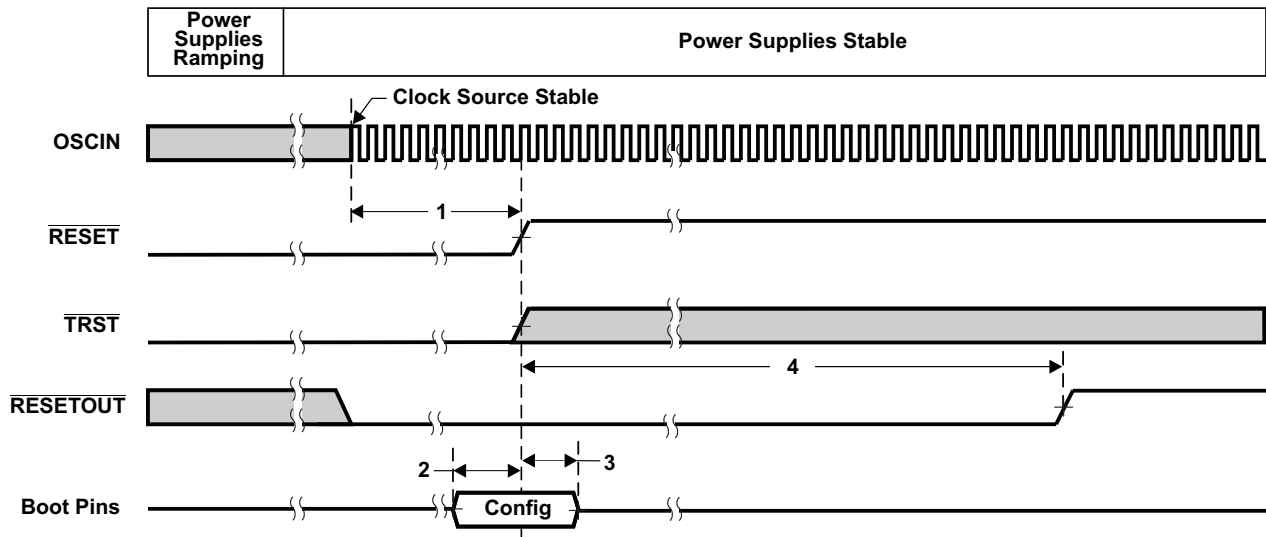 Power
Supplies
Ramping
Power Supplies Stable
Clock Source Stable
OSCIN
1
RESET
TRST
4
RESETOUT
2
3
Boot Pins
Config